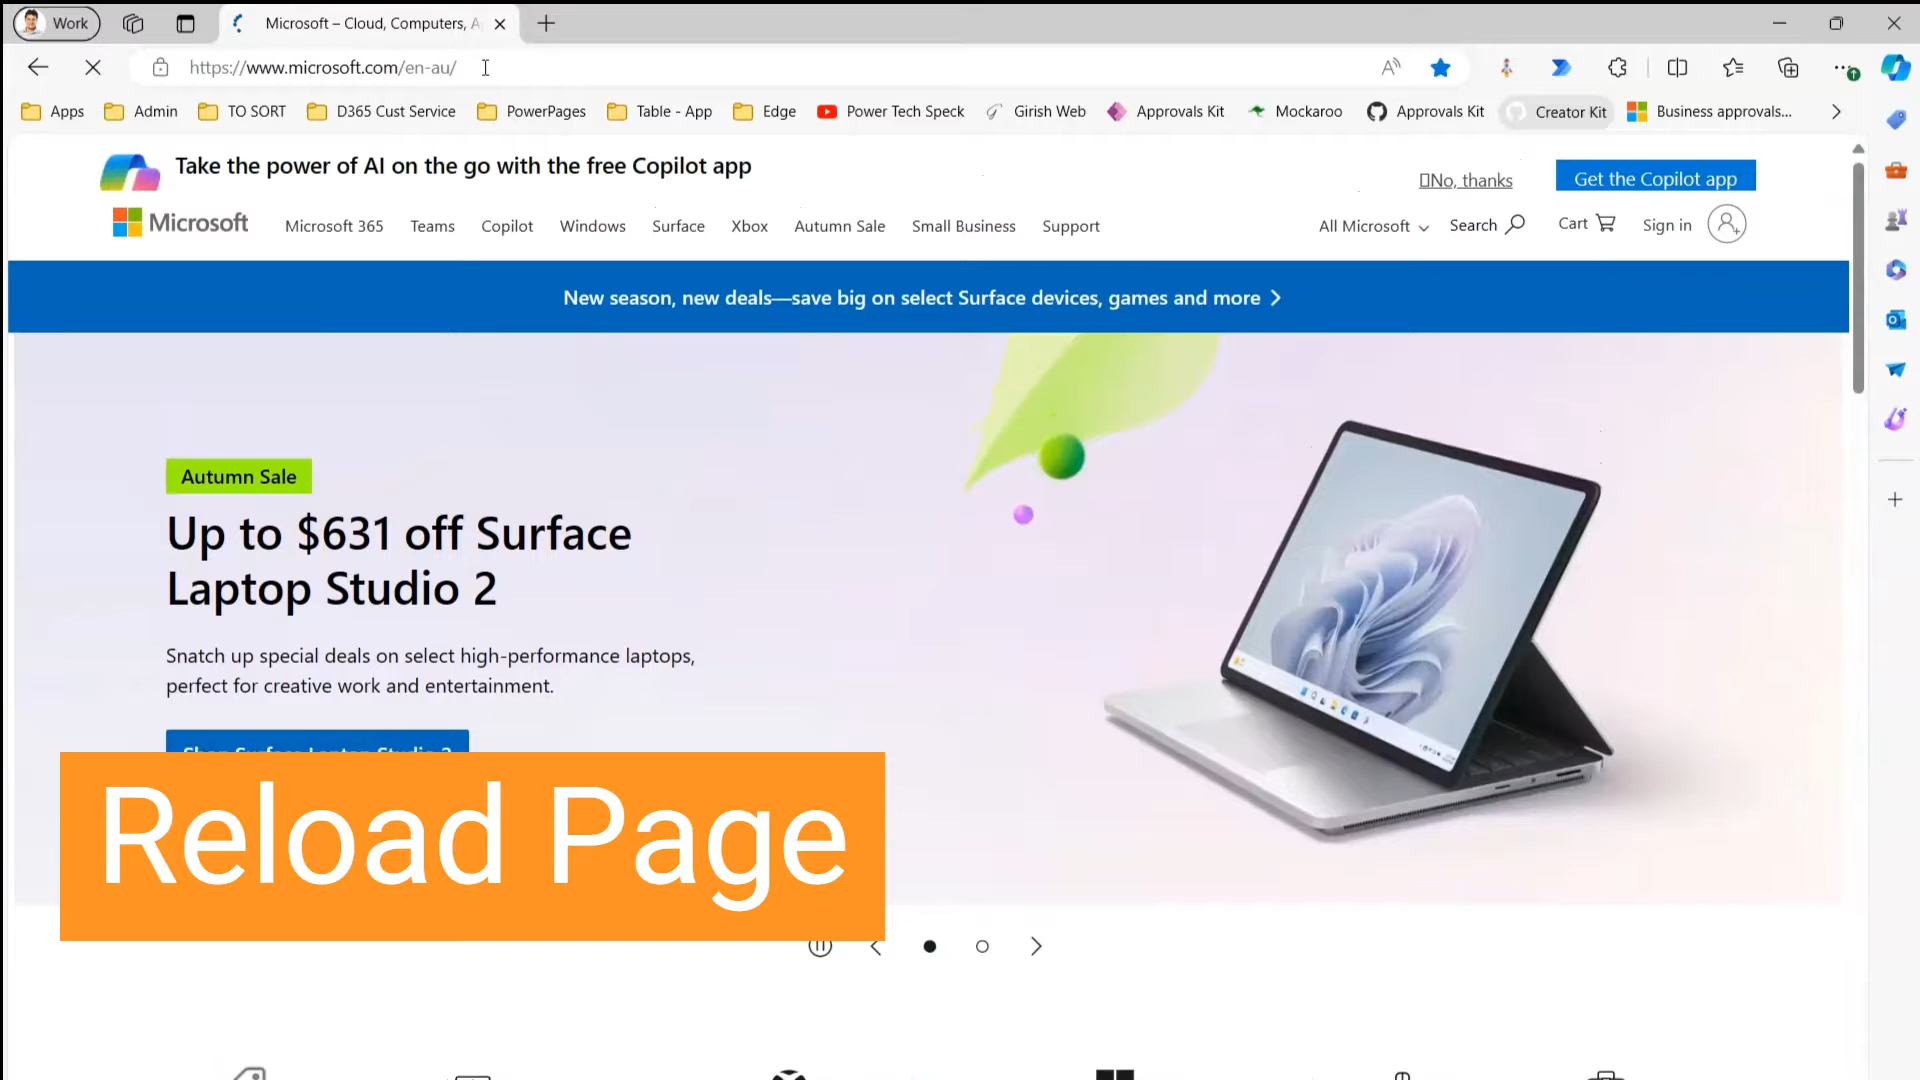 Work
Microsoft – Cloud, Computers, A
https://www.microsoft.com/en-au/
Apps
Admin
TO SORT
D365 Cust Service
PowerPages
Table - App
Edge
Power Tech Speck
Girish Web
Approvals Kit
Mockaroo
Approvals Kit
Creator Kit
Business approvals...
Take the power of AI on the go with the free Copilot app
No, thanks
Get the Copilot app
Microsoft
Microsoft 365
Teams
Copilot
Windows
Surface
Xbox
Autumn Sale
Small Business
Support
All Microsoft
Search
Cart
Sign in
New season, new deals—save big on select Surface devices, games and more
Autumn Sale
Up to $631 off Surface
Laptop Studio 2
Snatch up special deals on select high-performance laptops,
perfect for creative work and entertainment.
Shop Surface Laptop Studio 2
Reload Page